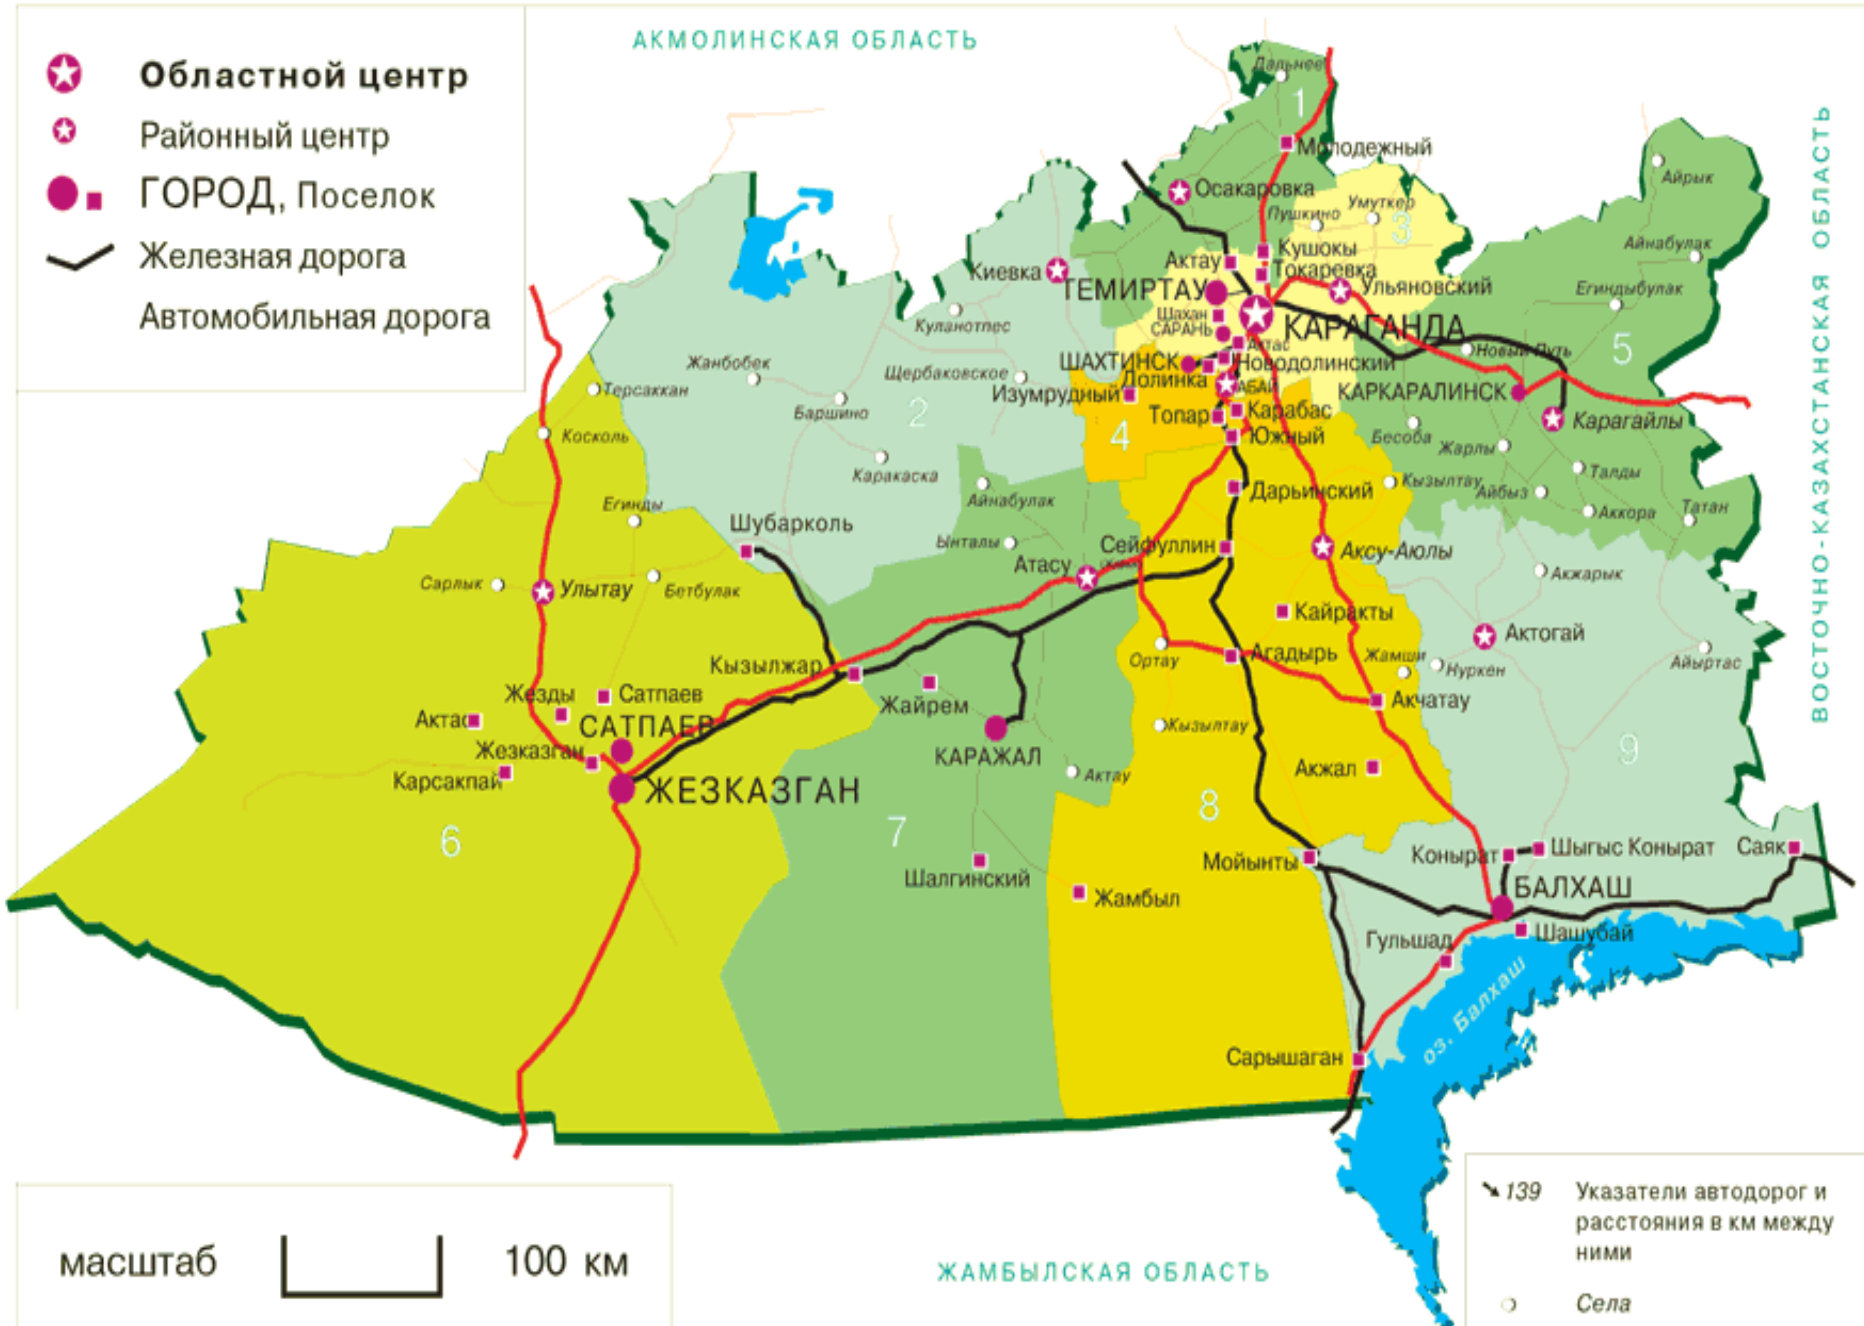 АКМОЛИНСКАЯ ОБЛАСТЬ
Областной центр
Районный центр
ГОРОД, Поселок
Железная дорога
Автомобильная дорога
ВОСТОЧНО-КАЗАХСТАНСКАЯ ОБЛАСТЬ
Дальнее
1
Молодежный
Осакаровка
Айрык
Умуткер
Пушкино
3
Кушокы
Айнабулак
Актау
Токаревка
Киевка
ТЕМИРТАУ
Ульяновский
Егиндыбулак
Шахан
Куланотпес
САРАНЬ
КАРАГАНДА
Актас
Новый Путь
5
Жанбобек
ШАХТИНСК
Новодолинский
Щербаковское
Долинка
АБАЙ
Терсаккан
Изумрудный
КАРКАРАЛИНСК
Баршино
2
Топар
Карабас
Карагайлы
Косколь
4
Южный
Бесоба
Жарлы
Каракаска
Талды
Кызылтау
Айнабулак
Дарьинский
Айбыз
Егинды
Аккора
Татан
Шубарколь
Ынталы
Сейфуллин
Аксу-Аюлы
Атасу
Акжарык
Сарлык
Улытау
Бетбулак
Кайракты
Актогай
Агадырь
Жамши
Ортау
Нуркен
Айыртас
Кызылжар
Жезды
Сатпаев
Жайрем
Акчатау
Актас
САТПАЕВ
Кызылтау
Жезказган
КАРАЖАЛ
9
Актау
Акжал
Карсакпай
ЖЕЗКАЗГАН
8
6
7
Мойынты
Конырат
Шыгыс Конырат
Саяк
Шалгинский
БАЛХАШ
Жамбыл
Гульшад
Шашубай
оз. Балхаш
Сарышаган
139
Указатели автодорог и
расстояния в км между
ними
Села
масштаб
100 км
ЖАМБЫЛСКАЯ ОБЛАСТЬ